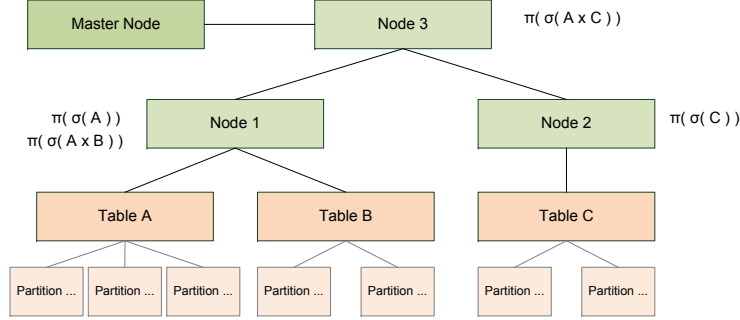 Master Node
Node 3
π( σ( A x C ) )
π( σ( A ) )
π( σ( A x B ) )
Node 1
Node 2
π( σ( C ) )
Table A
Table B
Table C
Partition ...
Partition ...
Partition ...
Partition ...
Partition ...
Partition ...
Partition ...